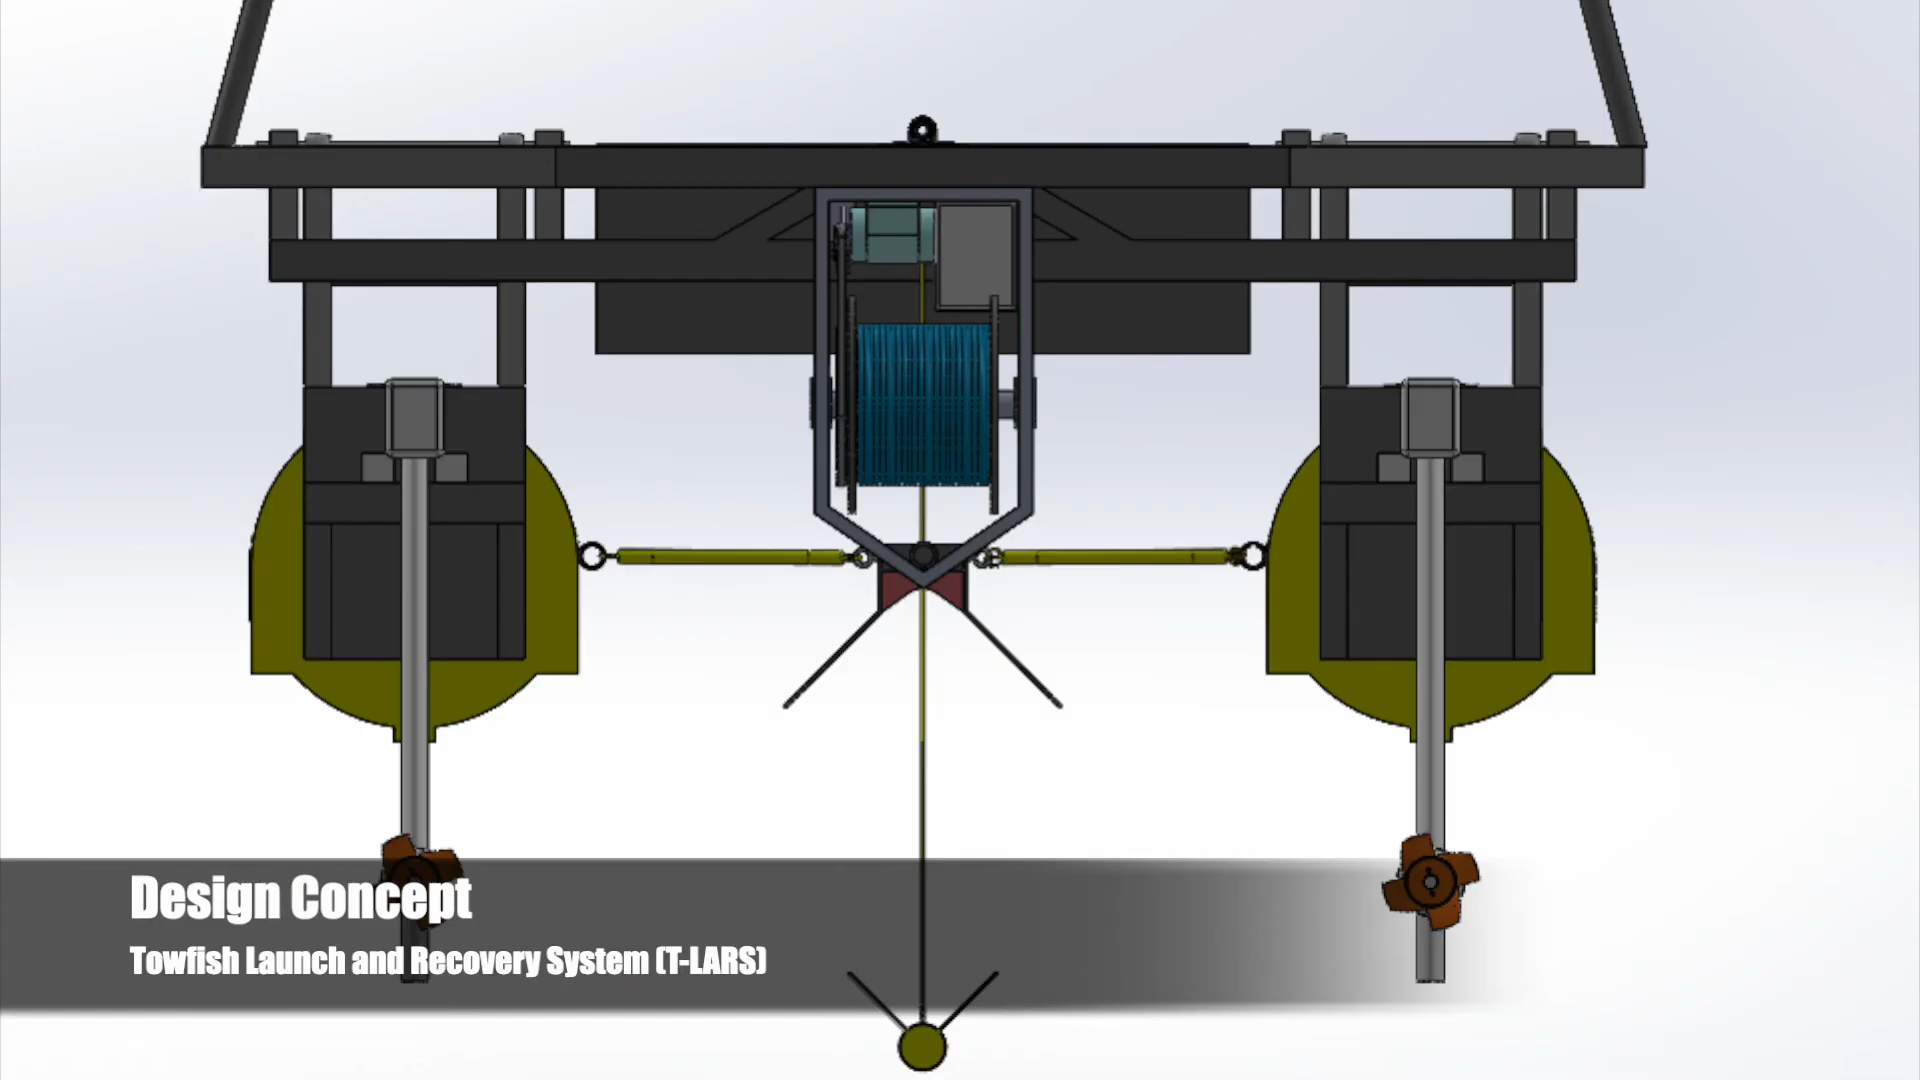 Design Concept
Towfish Launch and Recovery System (T-LARS)